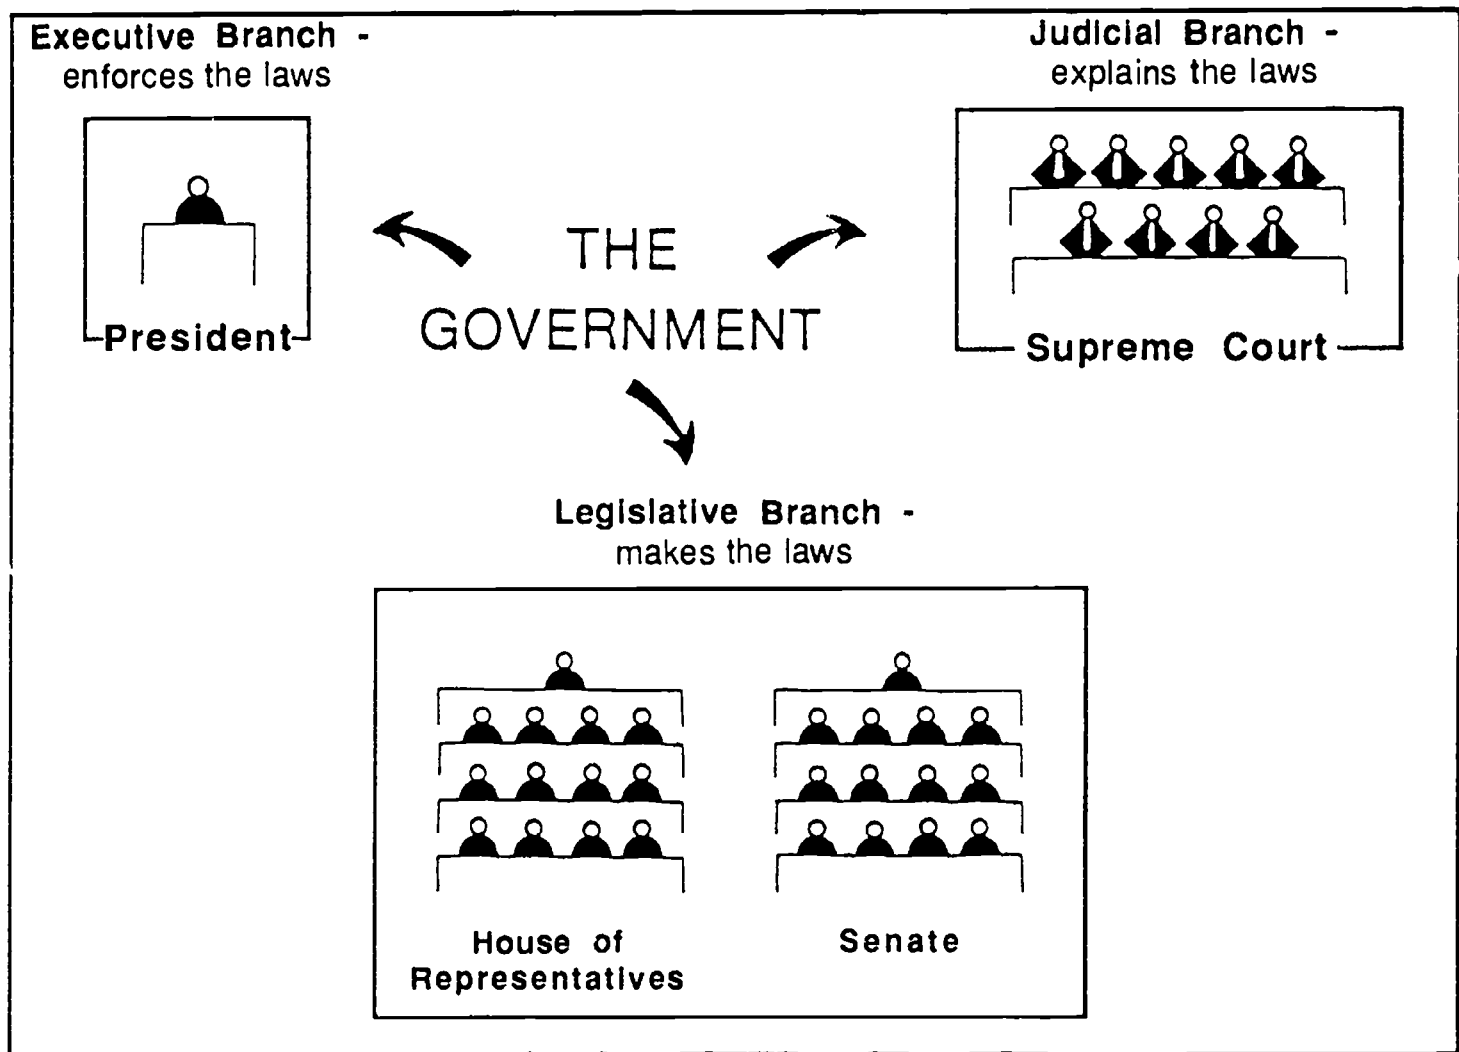 Executive Branch -
enforces the laws
President
Judicial Branch -
explains the laws
Supreme Court
THE
GOVERNMENT
Legislative Branch -
makes the laws
House of
Representatives
Senate